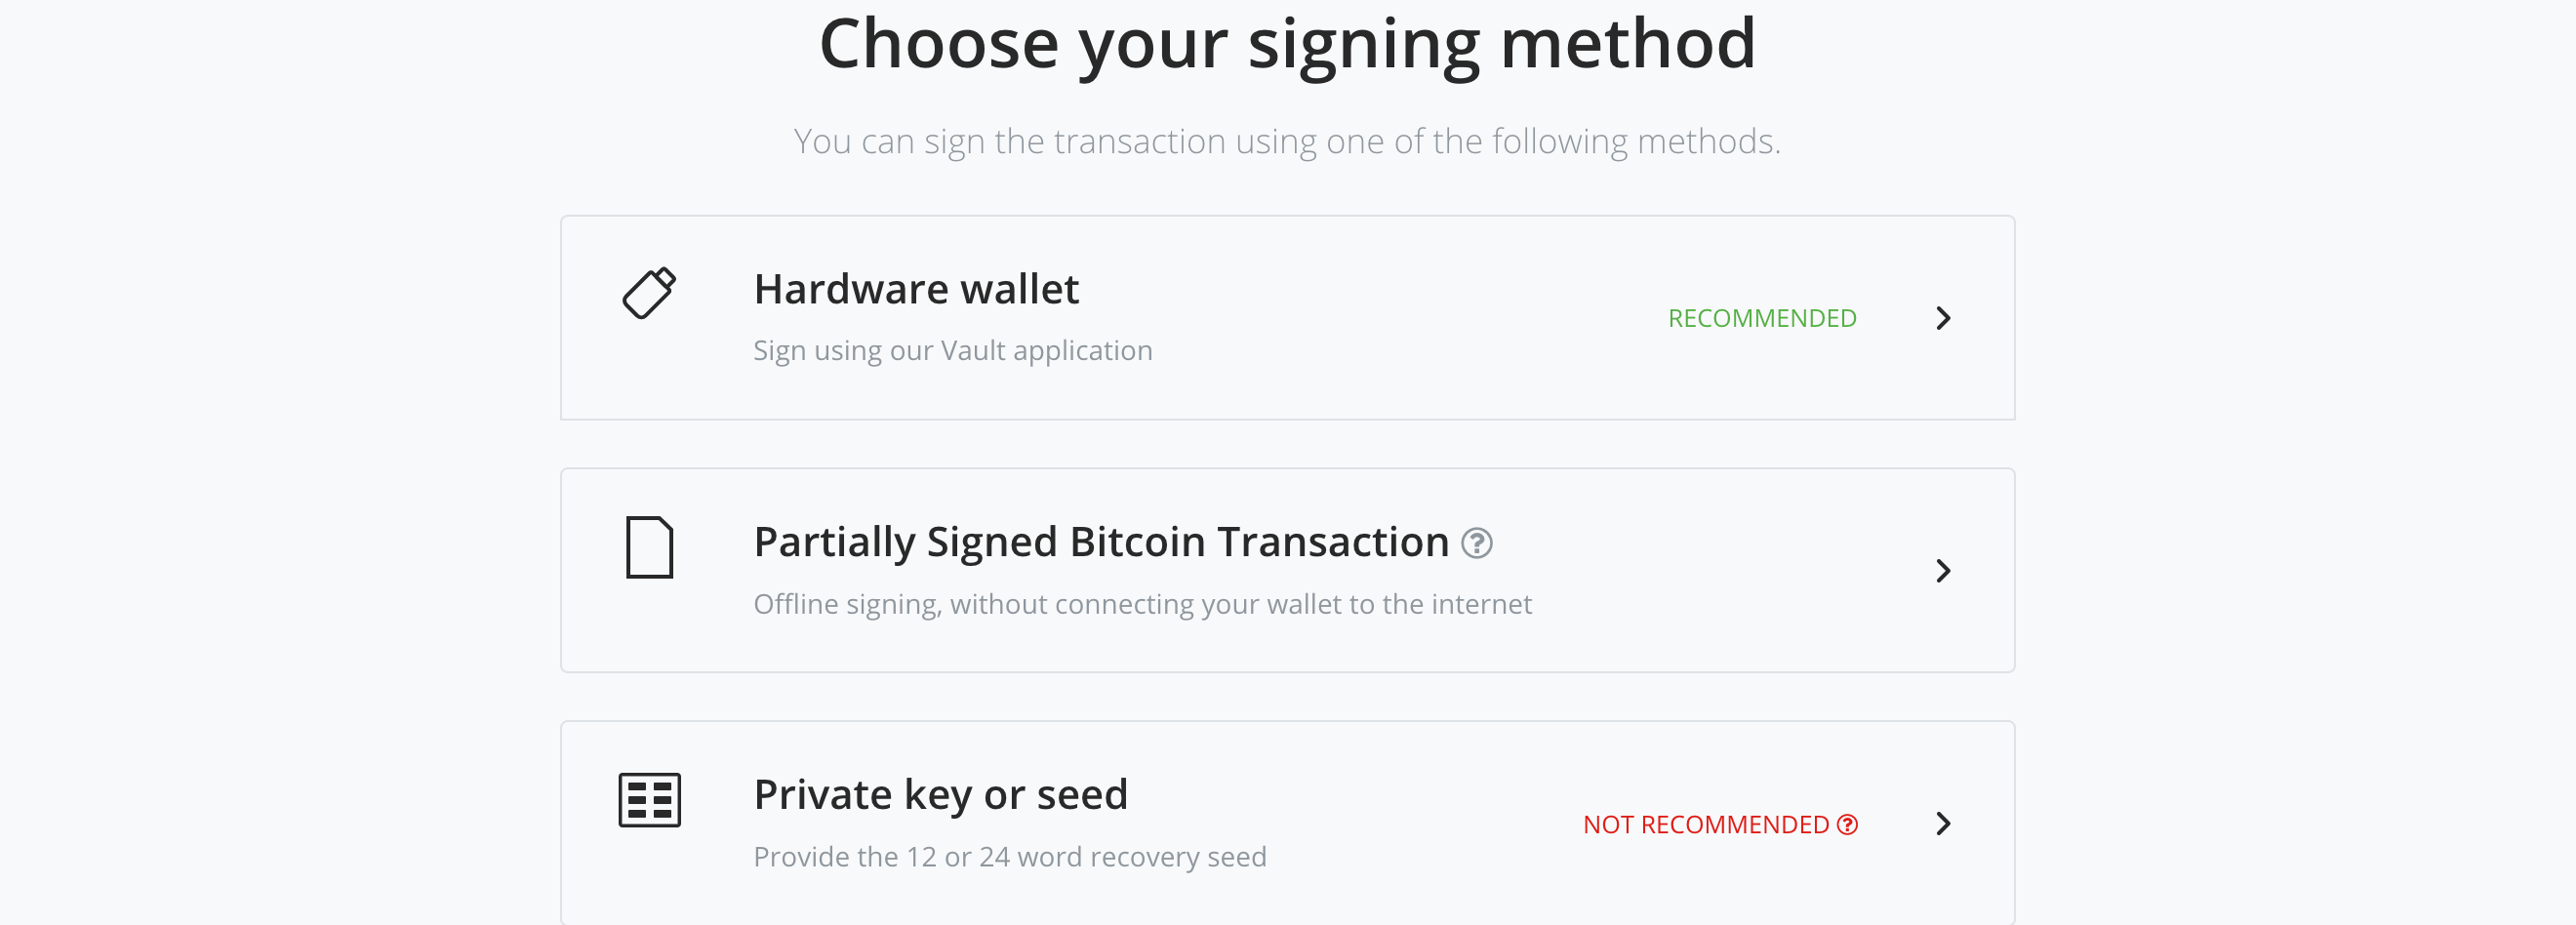 Choose your signing method
You can sign the transaction using one of the following methods.
Hardware wallet
Sign using our Vault application
RECOMMENDED
Partially Signed Bitcoin Transaction ?
Offline signing, without connecting your wallet to the internet
Private key or seed
Provide the 12 or 24 word recovery seed
NOT RECOMMENDED ?